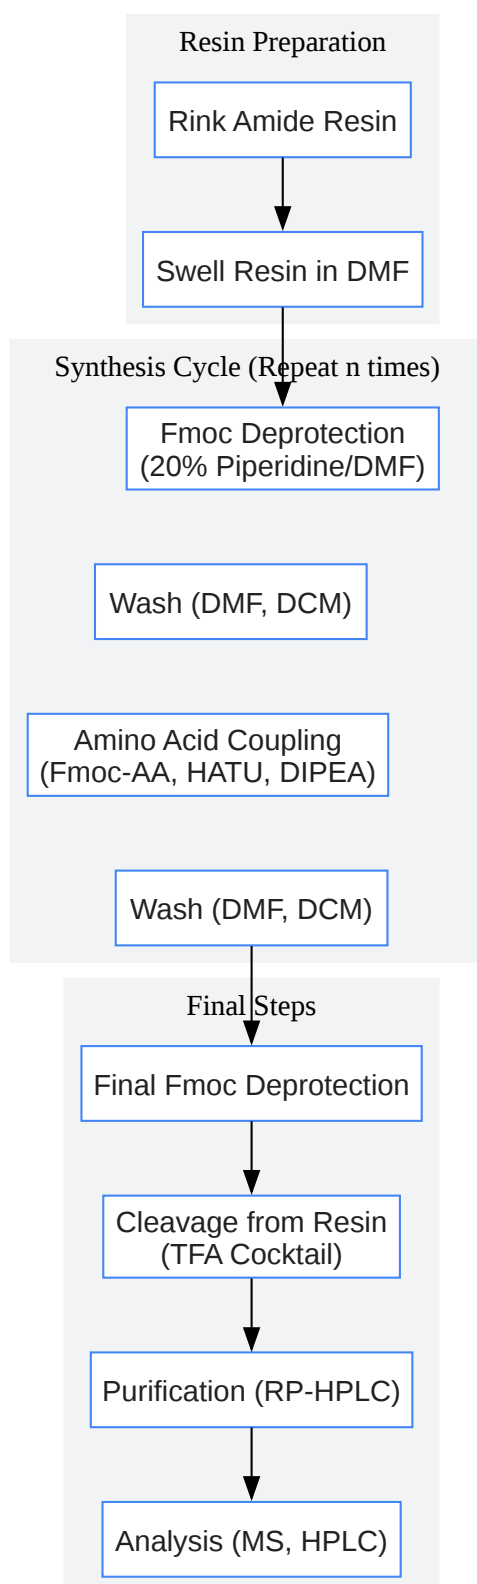 Resin Preparation
Rink Amide Resin
Swell Resin in DMF
Synthesis Cycle (Repeat n times)
Fmoc Deprotection
(20% Piperidine/DMF)
Wash (DMF, DCM)
Amino Acid Coupling
(Fmoc-AA, HATU, DIPEA)
Wash (DMF, DCM)
Final Steps
Final Fmoc Deprotection
Cleavage from Resin
(TFA Cocktail)
Purification (RP-HPLC)
Analysis (MS, HPLC)